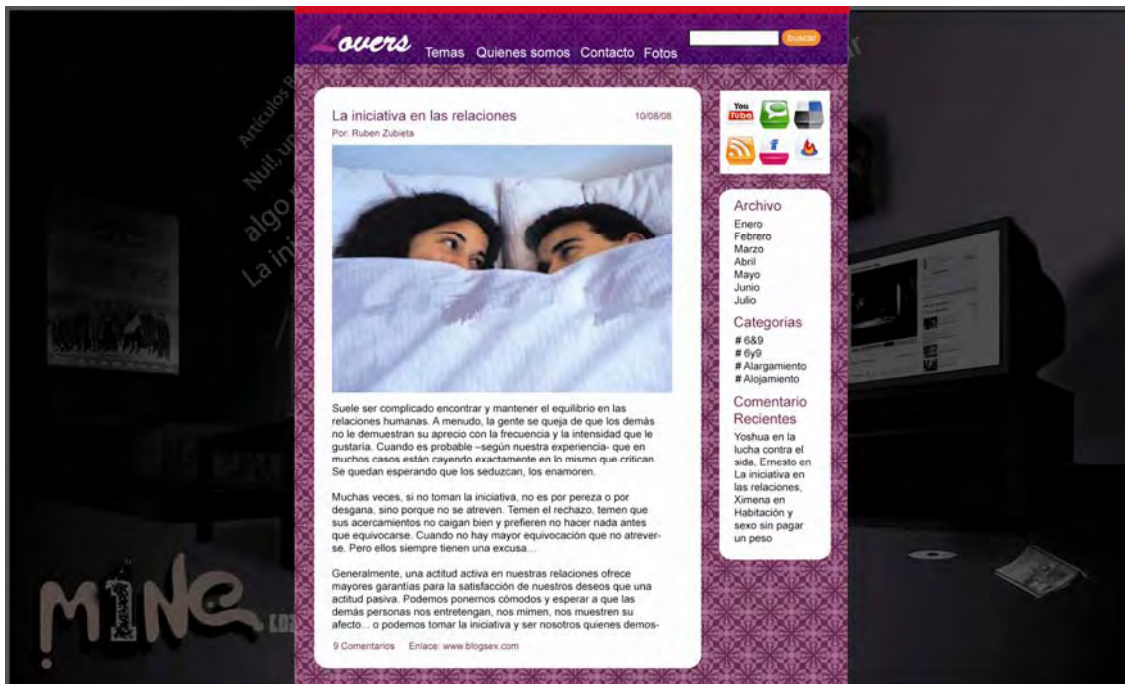 Lovers
Temas Quienes somos Contacto Fotos
buscar
Artículos
Nuil!, un
algo
La ini
La iniciativa en las relaciones
10/08/08
Por: Ruben Zubieta
Suele ser complicado encontrar y mantener el equilibrio en las
relaciones humanas. A menudo, la gente se queja de que los demás
no le demuestran su aprecio con la frecuencia y la intensidad que le
gustaría. Cuando es probable –según nuestra experiencia- que en
muchos casos están cayendo exactamente en lo mismo que critican.
Se quedan esperando que los seduzcan, los enamoren.
Muchas veces, si no toman la iniciativa, no es por pereza o por
desgana, sino porque no se atreven. Temen el rechazo, temen que
sus acercamientos no caigan bien y prefieren no hacer nada antes
que equivocarse. Cuando no hay mayor equivocación que no atrever-
se. Pero ellos siempre tienen una excusa…
Generalmente, una actitud activa en nuestras relaciones ofrece
mayores garantías para la satisfacción de nuestros deseos que una
actitud pasiva. Podemos ponernos cómodos y esperar a que las
demás personas nos entretengan, nos mimen, nos muestren su
afecto... o podemos tomar la iniciativa y ser nosotros quienes demos-
9 Comentarios Enlace: www.blogsex.com
You
Tube
Archivo
Enero
Febrero
Marzo
Abril
Mayo
Junio
Julio
Categorias
# 6&9
# 6y9
# Alargamiento
# Alojamiento
Comentario
Recientes
Yoshua en la
lucha contra el
sida, Ernesto en
La iniciativa en
las relaciones,
Ximena en
Habitación y
sexo sin pagar
un peso
M1NE